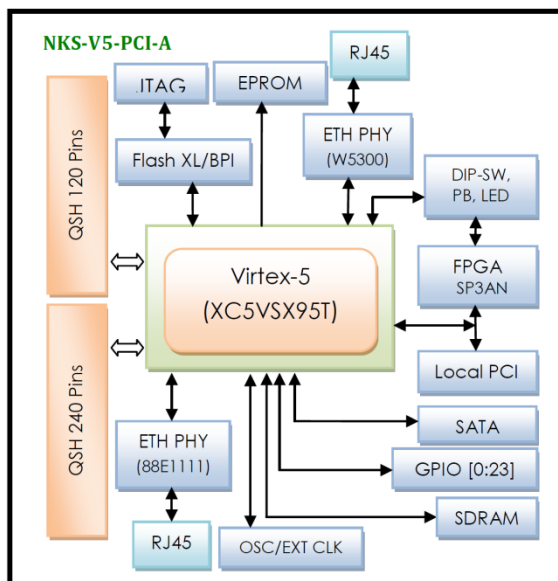 NKS-V5-PCI-A
RJ45
JTAG
EPROM
ETH PHY
(W5300)
Flash XL/BPI
DIP-SW,
PB, LED
QSH 120 Pins
Virtex-5
(XC5VSX95T)
FPGA
SP3AN
Local PCI
QSH 240 Pins
ETH PHY
(88E1111)
SATA
GPIO [0:23]
SDRAM
RJ45
OSC/EXT CLK